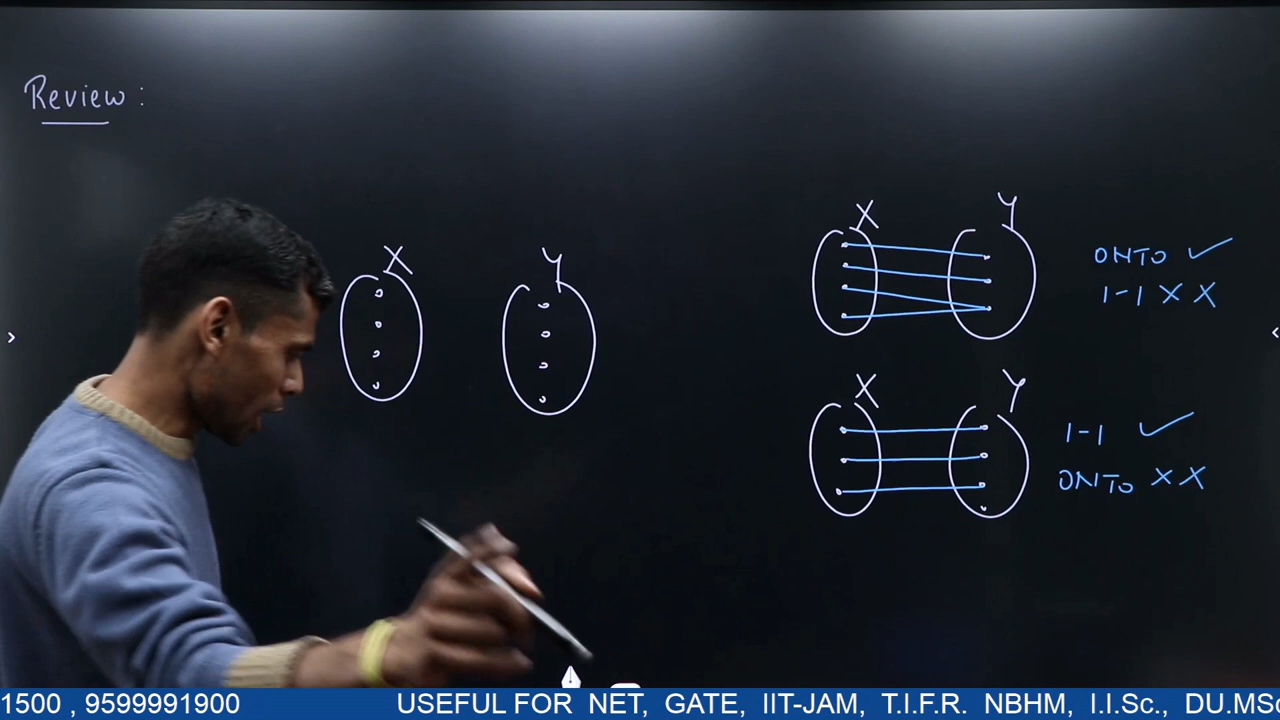 Review :
X Y
X Y
ONTO ✓
1-1 X X
X Y
1-1 ✓
ONTO X X
1500 , 9599991900 USEFUL FOR NET, GATE, IIT-JAM, T.I.F.R. NBHM, I.I.Sc., DU.MSc